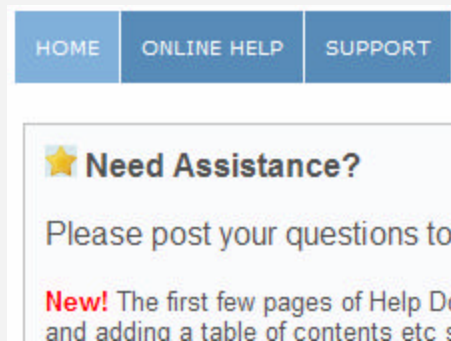 HOME ONLINE HELP SUPPORT
Need Assistance?
Please post your questions to
New! The first few pages of Help
and adding a table of contents etc